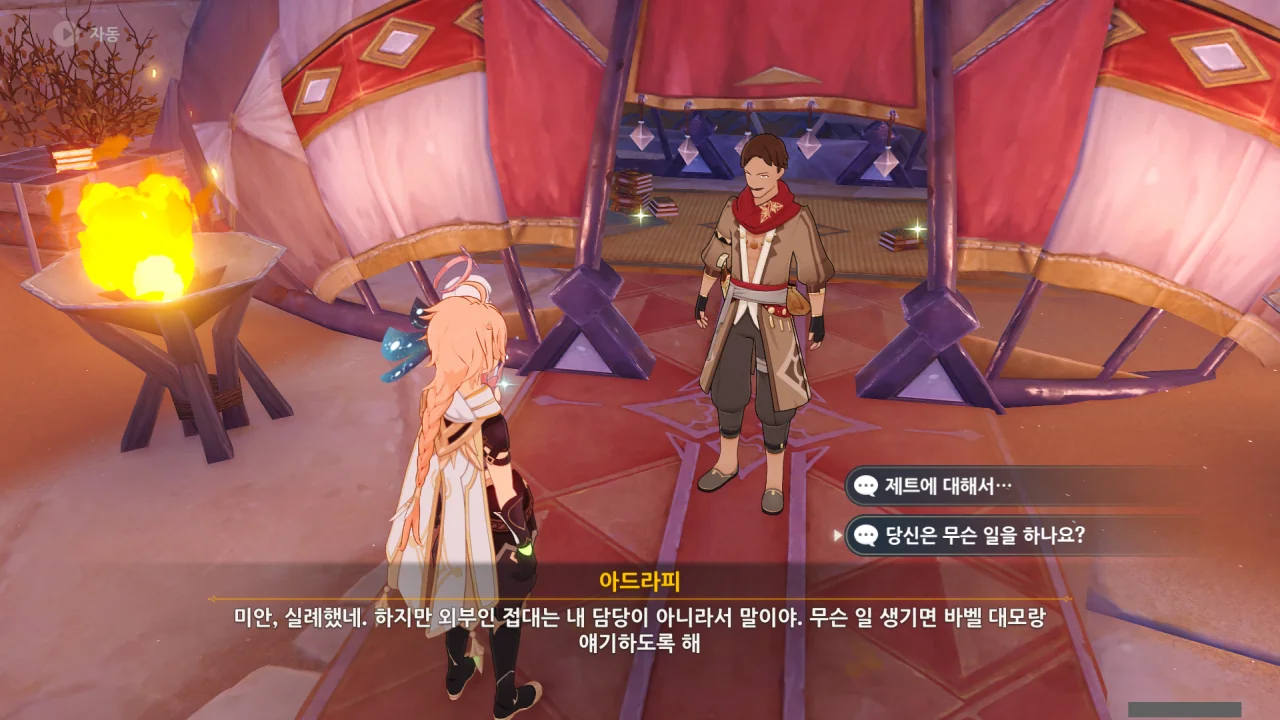 자동
제트에 대해서…
당신은 무슨 일을 하나요?
아드라피
미안, 실례했네. 하지만 외부인 접대는 내 담당이 아니라서 말이야. 무슨 일 생기면 바벨 대모랑
얘기하도록 해